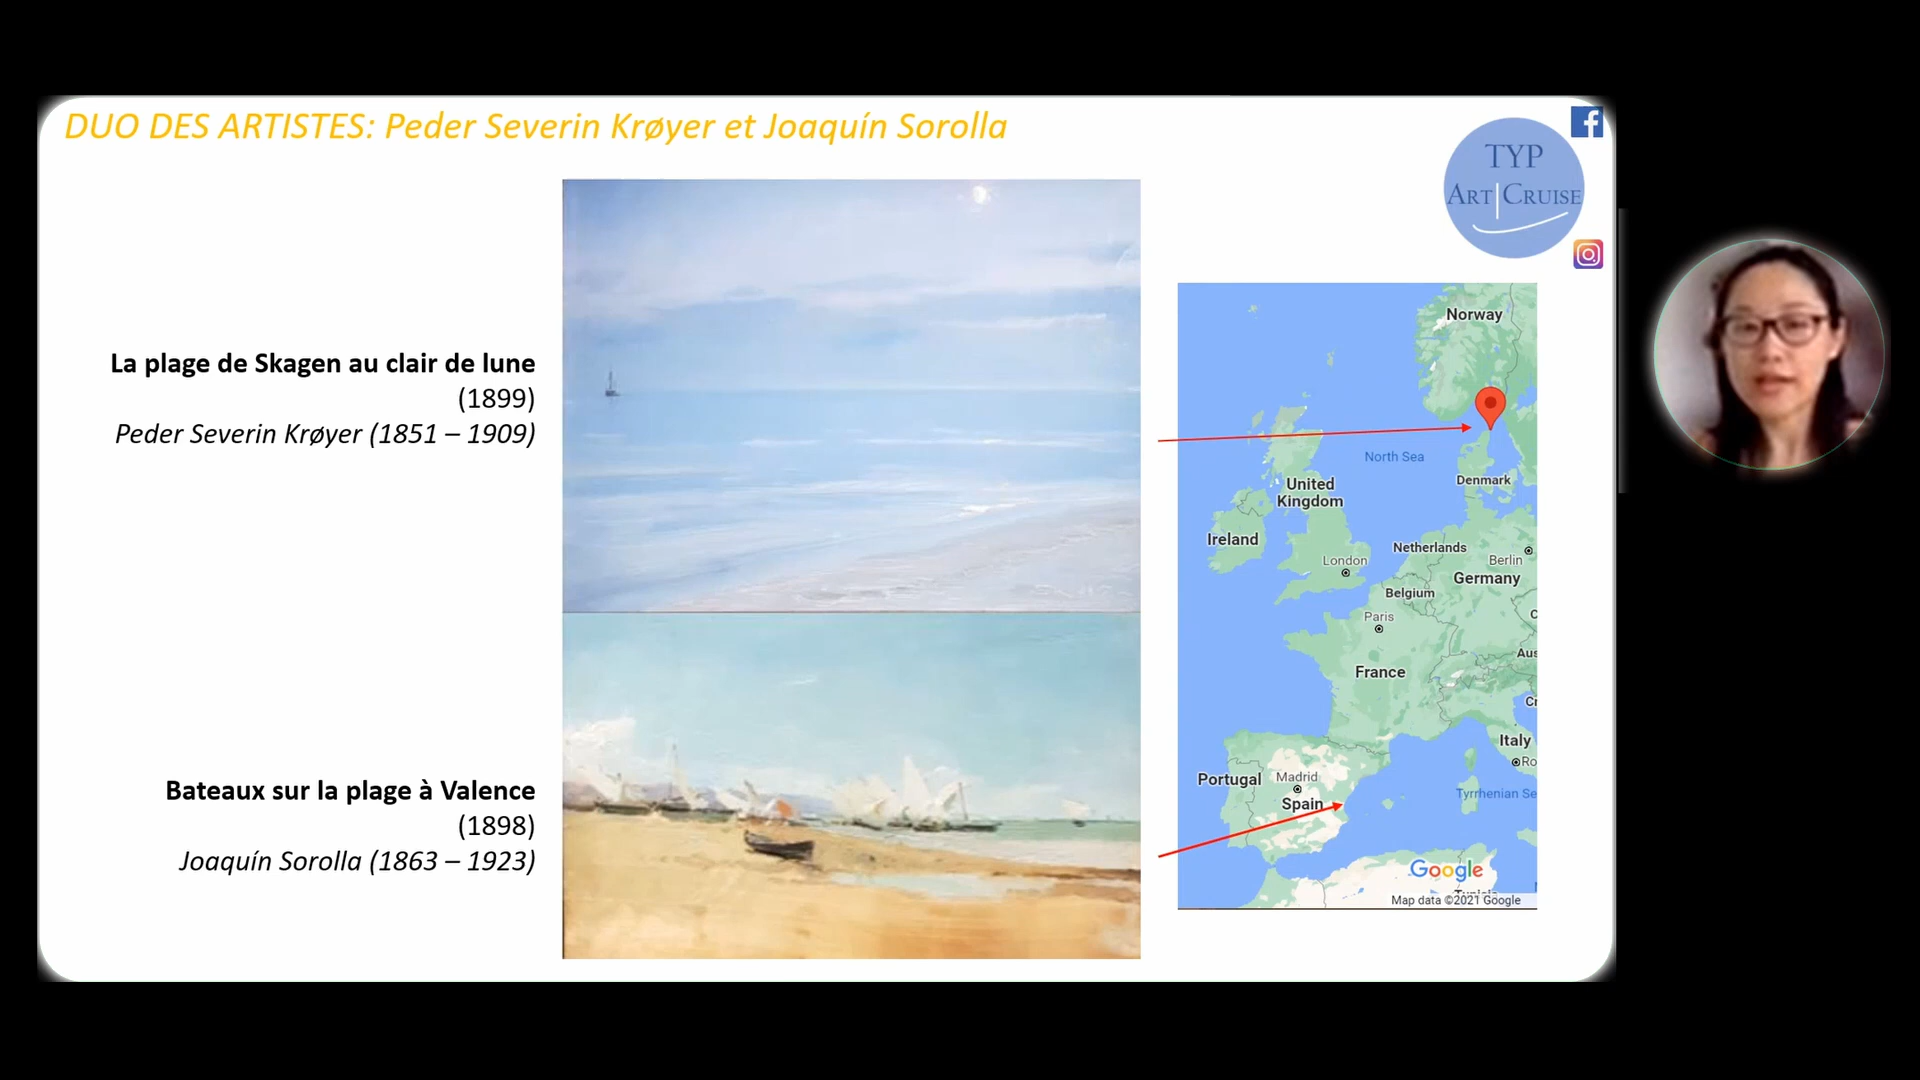 DUO DES ARTISTES: Peder Severin Krøyer et Joaquín Sorolla
TYP
ART CRUISE
La plage de Skagen au clair de lune
(1899)
Peder Severin Krøyer (1851 – 1909)
Bateaux sur la plage à Valence
(1898)
Joaquín Sorolla (1863 – 1923)
Norway
North Sea
Denmark
United
Kingdom
Ireland
Netherlands
London
Berlin
Germany
Belgium
Paris
Aus
France
Italy
Ro
Portugal
Madrid
Spain
Tyrrhenian Se
Google
Map data ©2021 Google